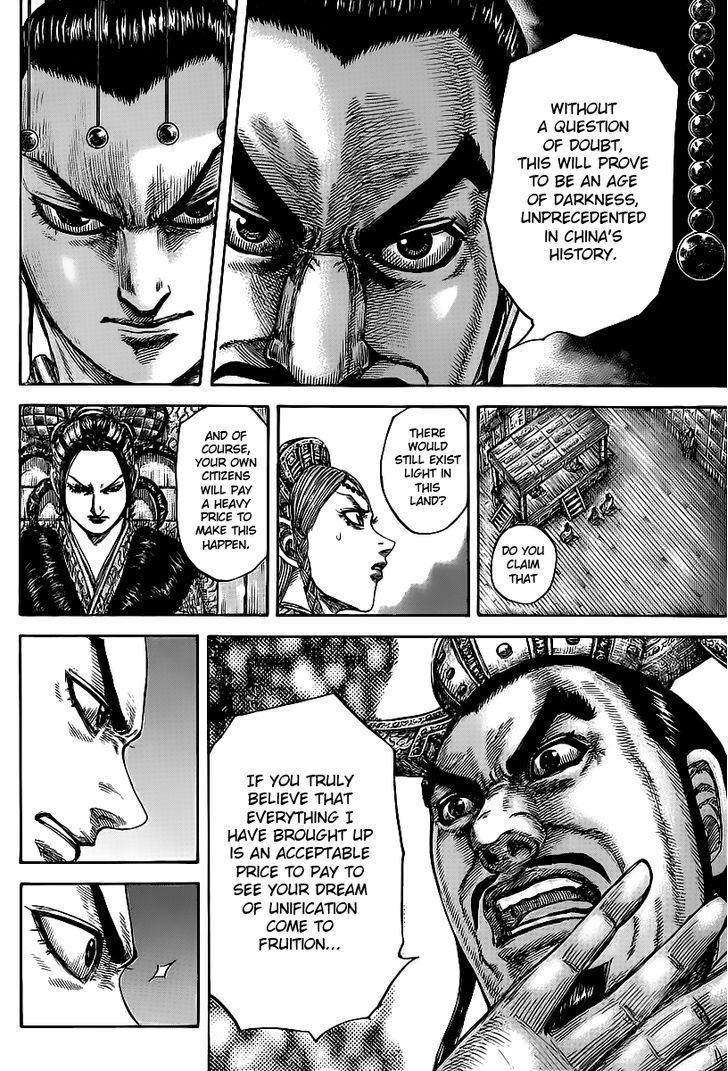 WITHOUT
A QUESTION
OF DOUBT,
THIS WILL PROVE
TO BE AN AGE
OF DARKNESS,
UNPRECEDENTED
IN CHINA'S
HISTORY.
DO YOU
CLAIM
THAT
THERE
WOULD
STILL EXIST
LIGHT IN
THIS
LAND?
AND OF
COURSE,
YOUR OWN
CITIZENS
WILL PAY
A HEAVY
PRICE TO
MAKE THIS
HAPPEN.
IF YOU TRULY
BELIEVE THAT
EVERYTHING I
HAVE BROUGHT UP
IS AN ACCEPTABLE
PRICE TO PAY TO
SEE YOUR DREAM
OF UNIFICATION
COME TO
FRUITION...